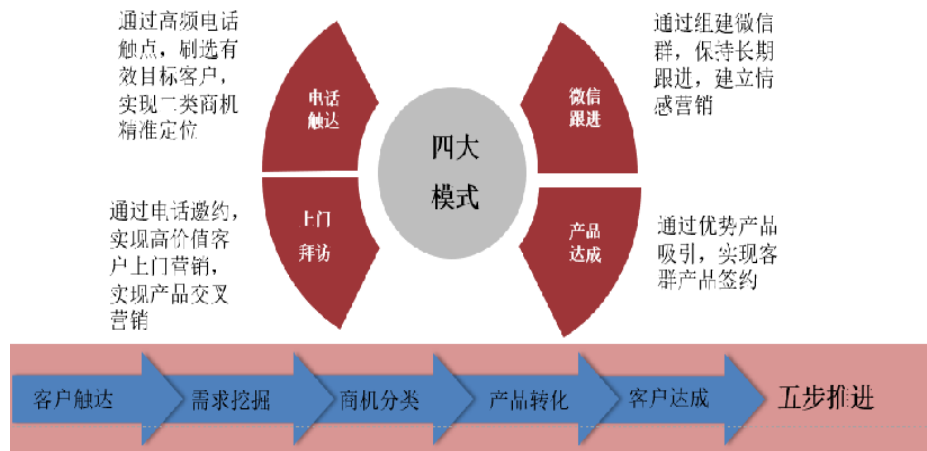 通过高频电话
触点，刷选有
效目标客户，
实现二类商机
精准定位
电话
触达
四大
模式
微信
跟进
通过组建微信
群，保持长期
跟进，建立情
感营销
通过电话邀约，
实现高价值客
户上门营销，
实现产品交叉
营销
上门
拜访
产品
达成
通过优势产品
吸引，实现客
群产品签约
客户触达
需求挖掘
商机分类
产品转化
客户达成
五步推进